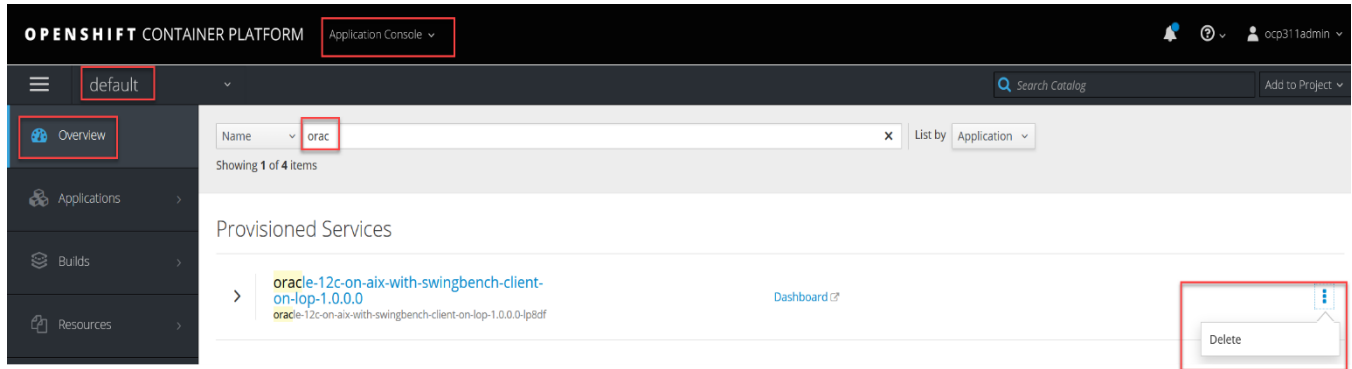 OPENSHIFT CONTAINER PLATFORM Application Console ocp311admin
default Search Catalog Add to Project
Overview Name orac List by Application
Showing 1 of 4 items
Applications
Provisioned Services
Builds
oracle-12c-on-aix-with-swingbench-client-
on-lop-1.0.0.0 Dashboard
oracle-12c-on-aix-with-swingbench-client-on-lop-1.0.0.0-lp8df
Resources
Delete